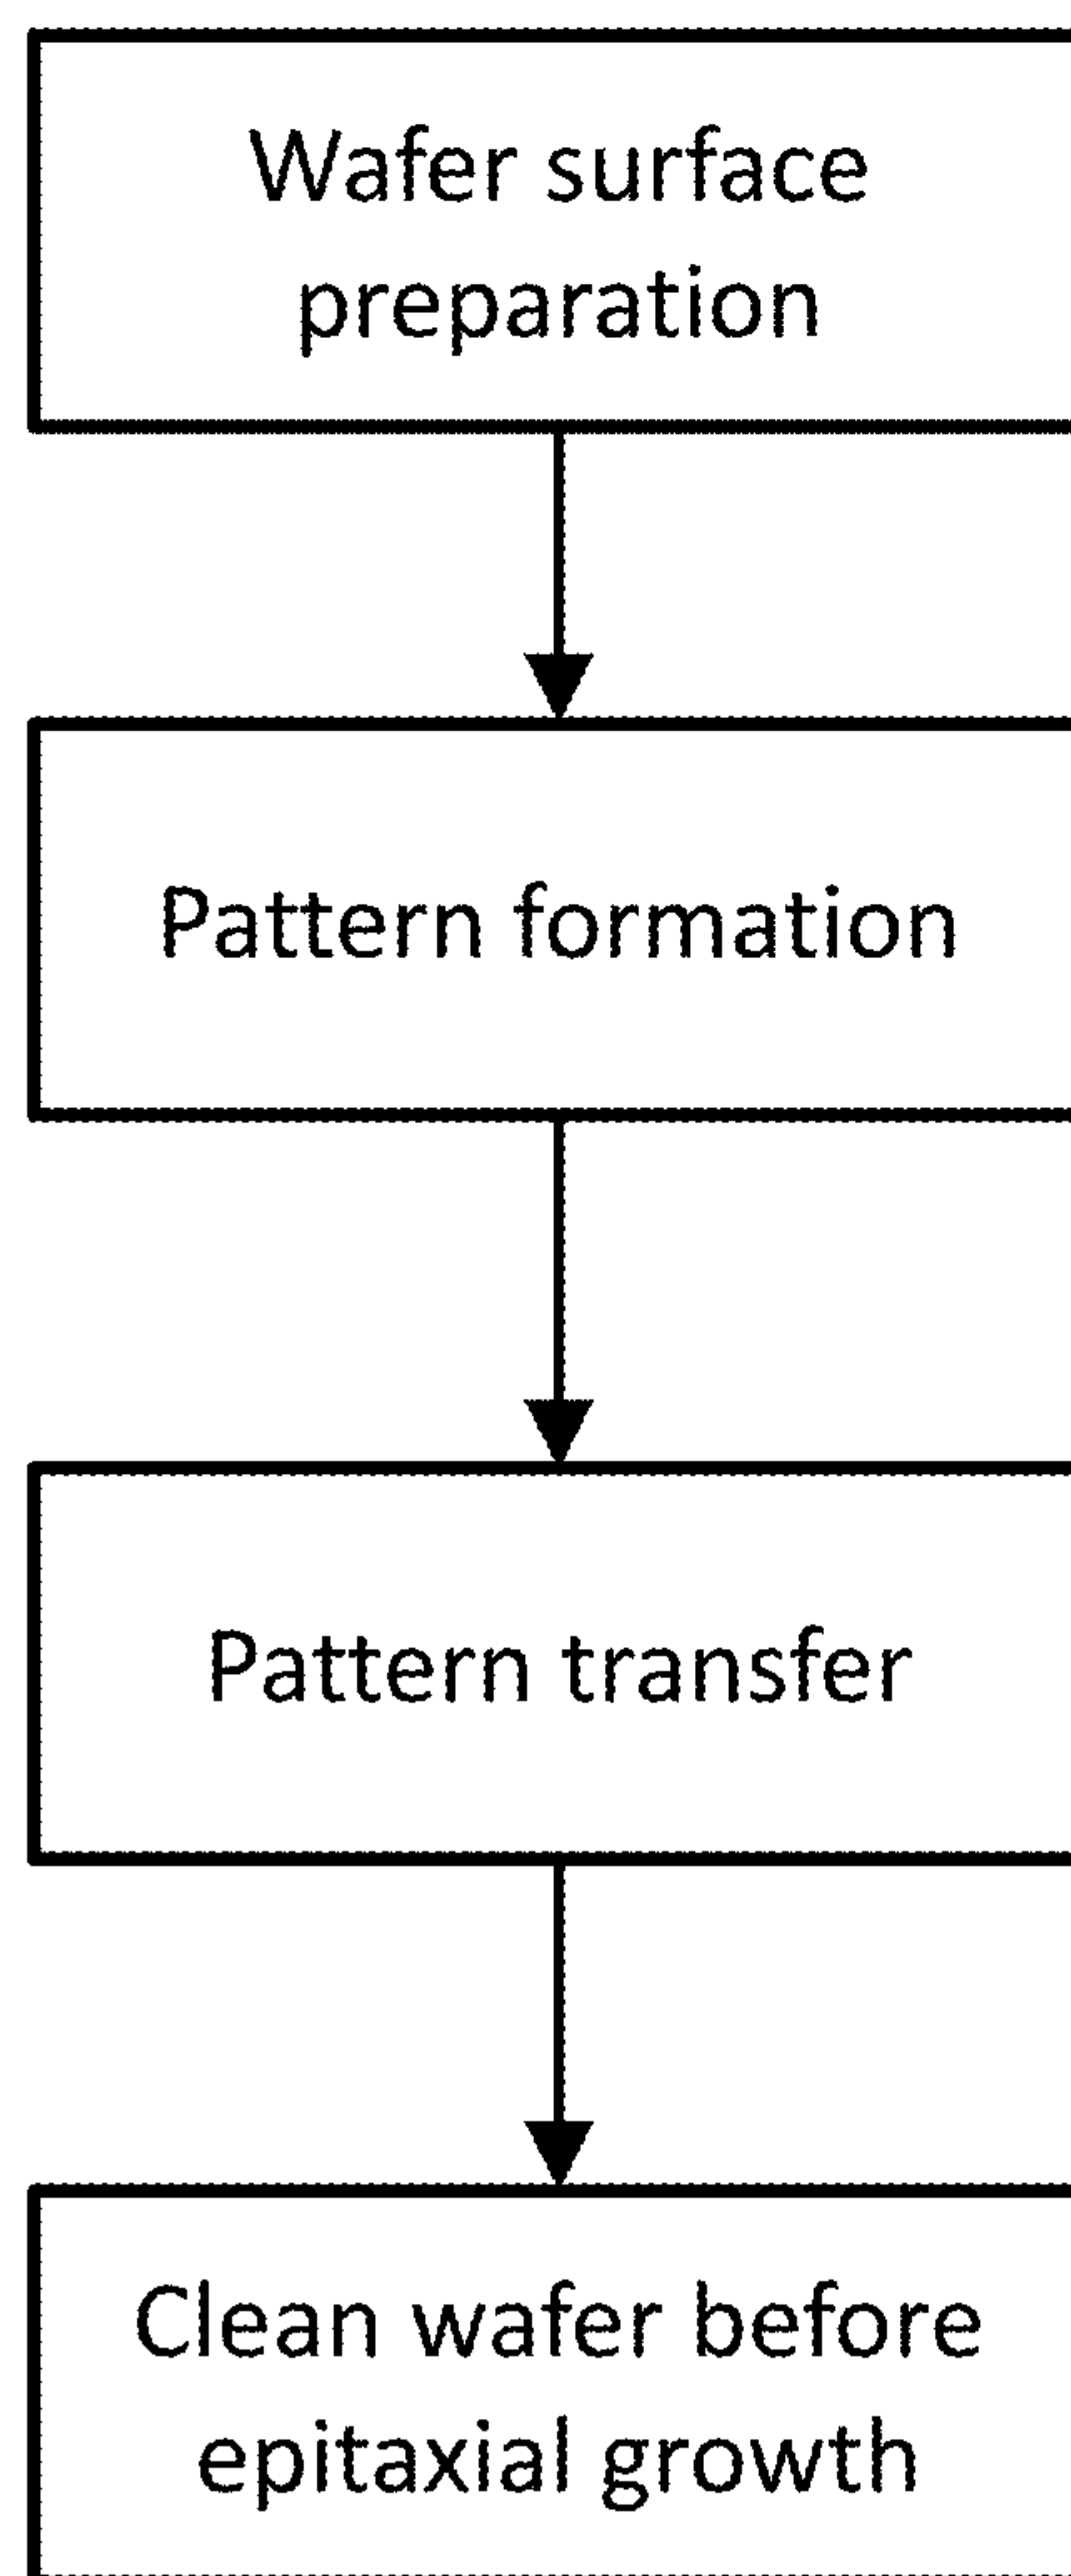 Wafer surface
preparation
Pattern formation
Pattern transfer
Clean wafer before
epitaxial growth